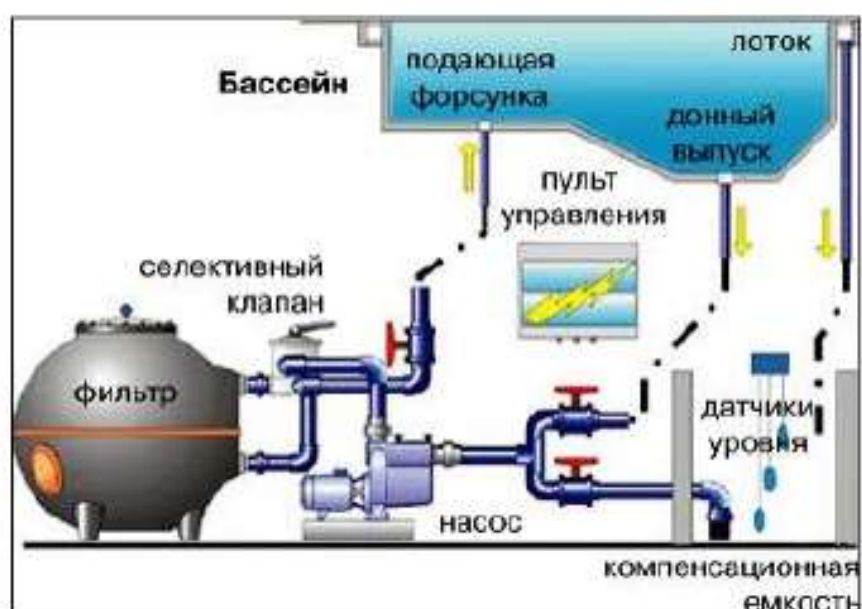 лоток
подающая
форсунка
Бассейн
донный
выпуск
пульт
управления
селективный
клапан
фильтр
датчики
уровня
насос
компенсационная
емкость